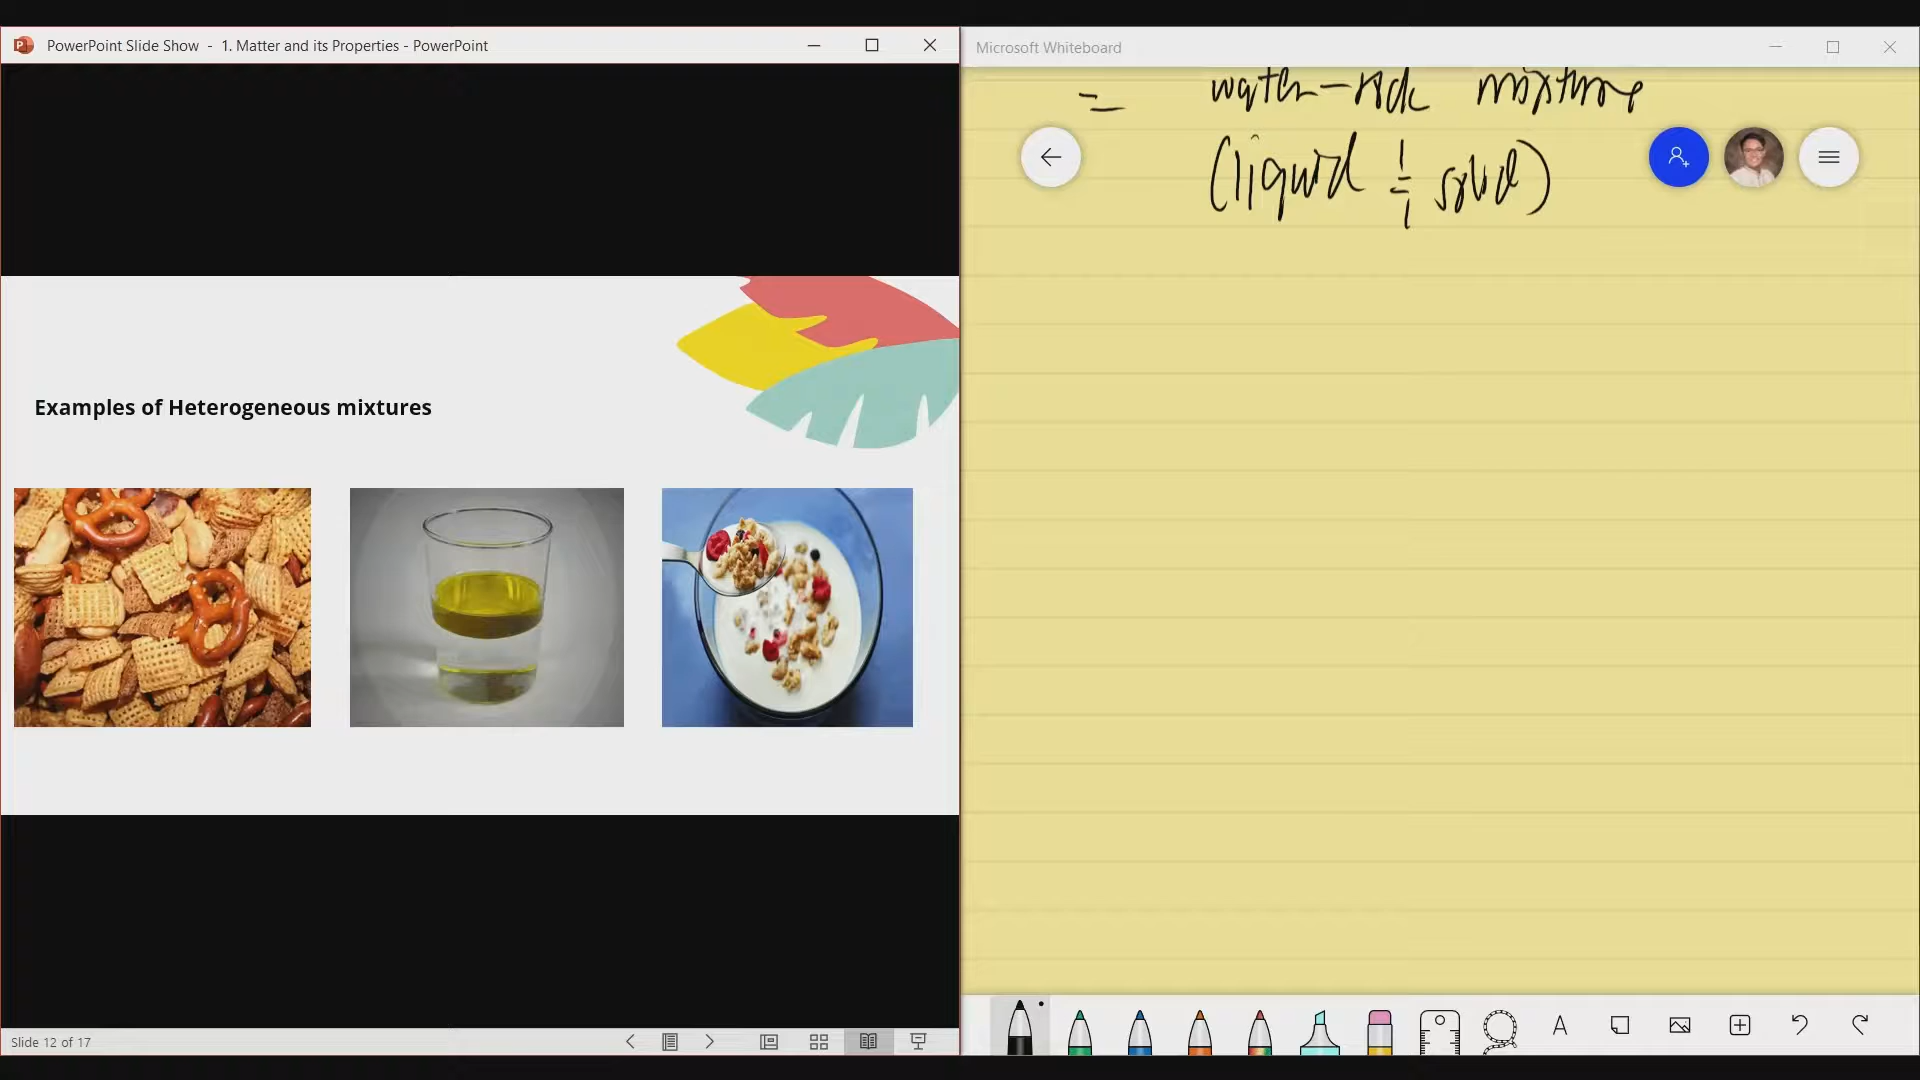 PowerPoint Slide Show - 1. Matter and its Properties - PowerPoint
Microsoft Whiteboard
= water-rock mixture
(liquid ÷ solid)
Examples of Heterogeneous mixtures
Slide 12 of 17